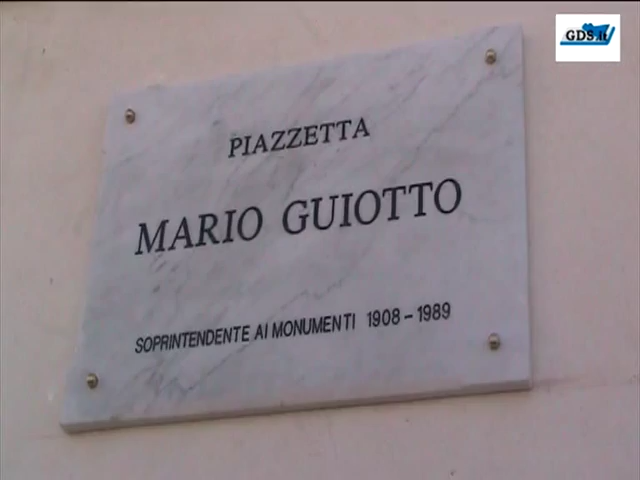 GDS.it
PIAZZETTA
MARIO GUIOTTO
SOPRINTENDENTE AI MONUMENTI 1908-1989